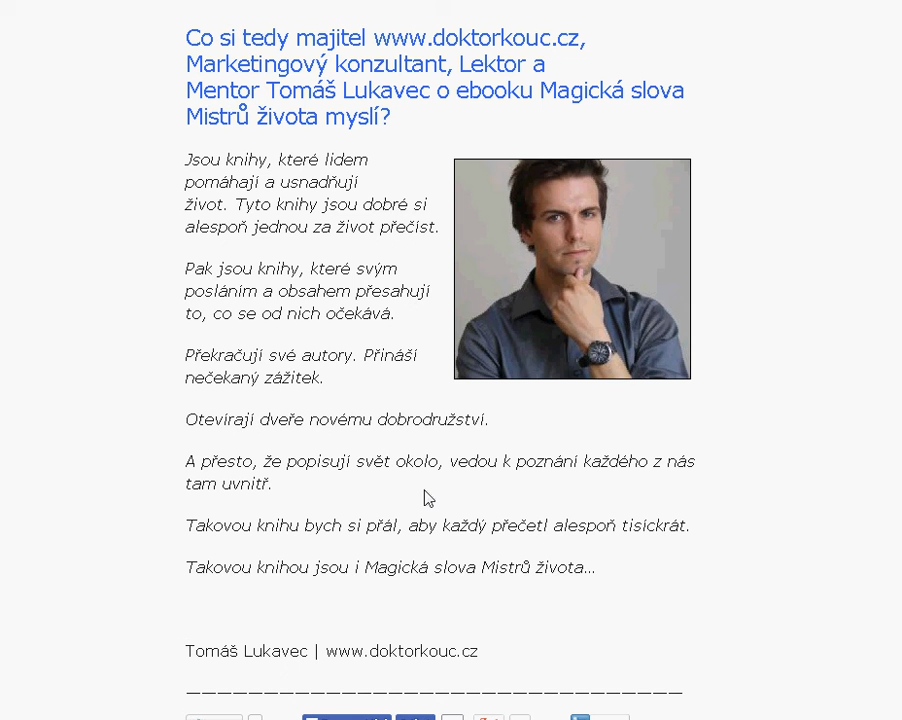 Co si tedy majitel www.doktorkouc.cz,
Marketingový konzultant, Lektor a
Mentor Tomáš Lukavec o ebooku Magická slova
Mistrů života myslí?
Jsou knihy, které lidem
pomáhají a usnadňují
život. Tyto knihy jsou dobré si
alespoň jednou za život přečíst.
Pak jsou knihy, které svým
posláním a obsahem přesahují
to, co se od nich očekává.
Překračují své autory. Přináší
nečekaný zážitek.
Otevírají dveře novému dobrodružství.
A přesto, že popisují svět okolo, vedou k poznání každého z nás
tam uvnitř.
Takovou knihu bych si přál, aby každý přečetl alespoň tisíckrát.
Takovou knihou jsou i Magická slova Mistrů života...
Tomáš Lukavec | www.doktorkouc.cz